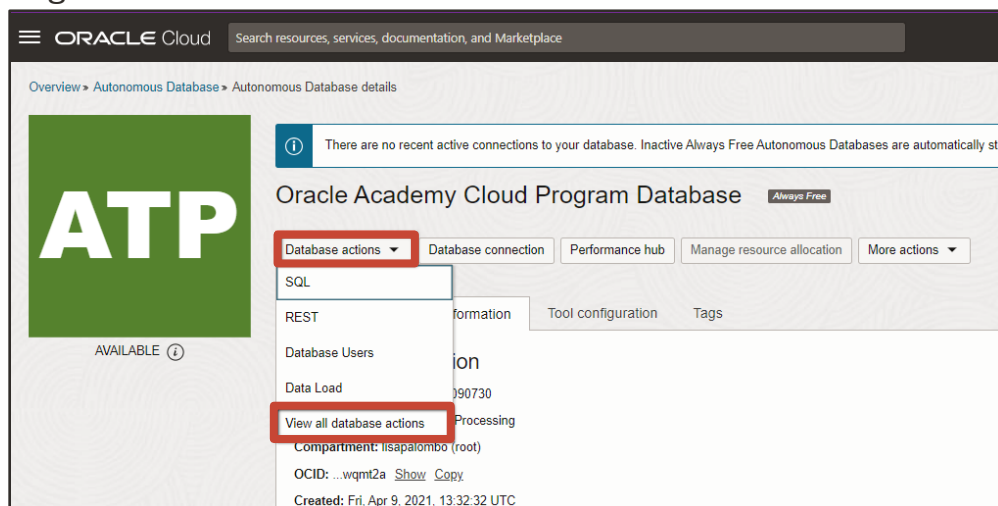 ORACLE Cloud Search resources, services, documentation, and Marketplace
Overview » Autonomous Database » Autonomous Database details
There are no recent active connections to your database. Inactive Always Free Autonomous Databases are automatically
ATP
Oracle Academy Cloud Program Database Always Free
Database actions Database connection Performance hub Manage resource allocation More actions
SQL
REST
formation Tool configuration Tags
AVAILABLE
Database Users
ion
Data Load
090730
View all database actions
Processing
Compartment: lisapalombo (root)
OCID: ...wqmt2a Show Copy
Created: Fri, Apr 9, 2021, 13:32:32 UTC